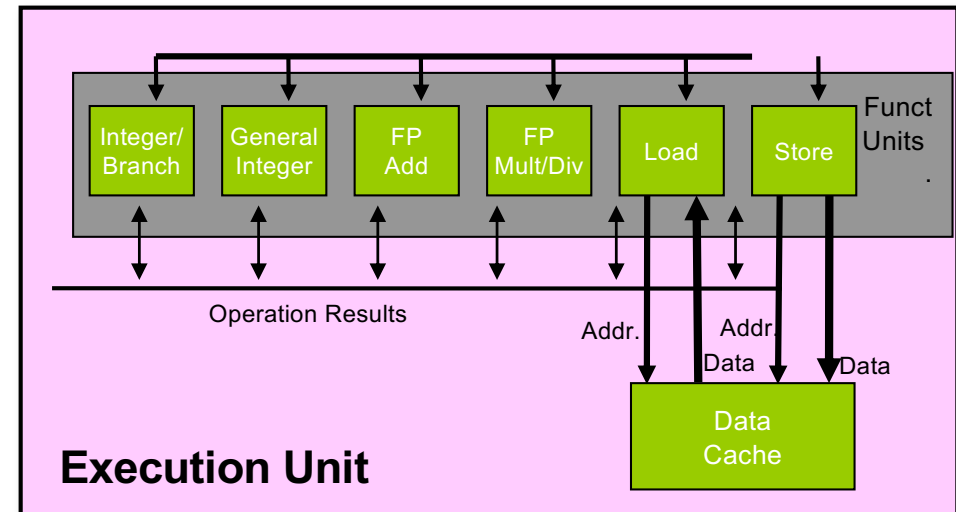 Funct
Units
.
Integer/
Branch
General
Integer
FP
Add
FP
Mult/Div
Load
Store
Operation Results
Addr.
Addr.
Data
Data
Data
Cache
Execution Unit